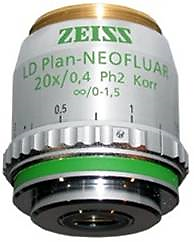 ZEISS
LD Plan-NEOFLUAR
20x/0,4 Ph2 Korr
∞/0-1,5
0.5
1